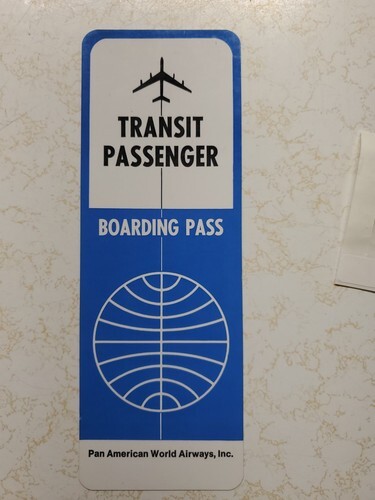 TRANSIT
PASSENGER
BOARDING PASS
Pan American World Airways, Inc.